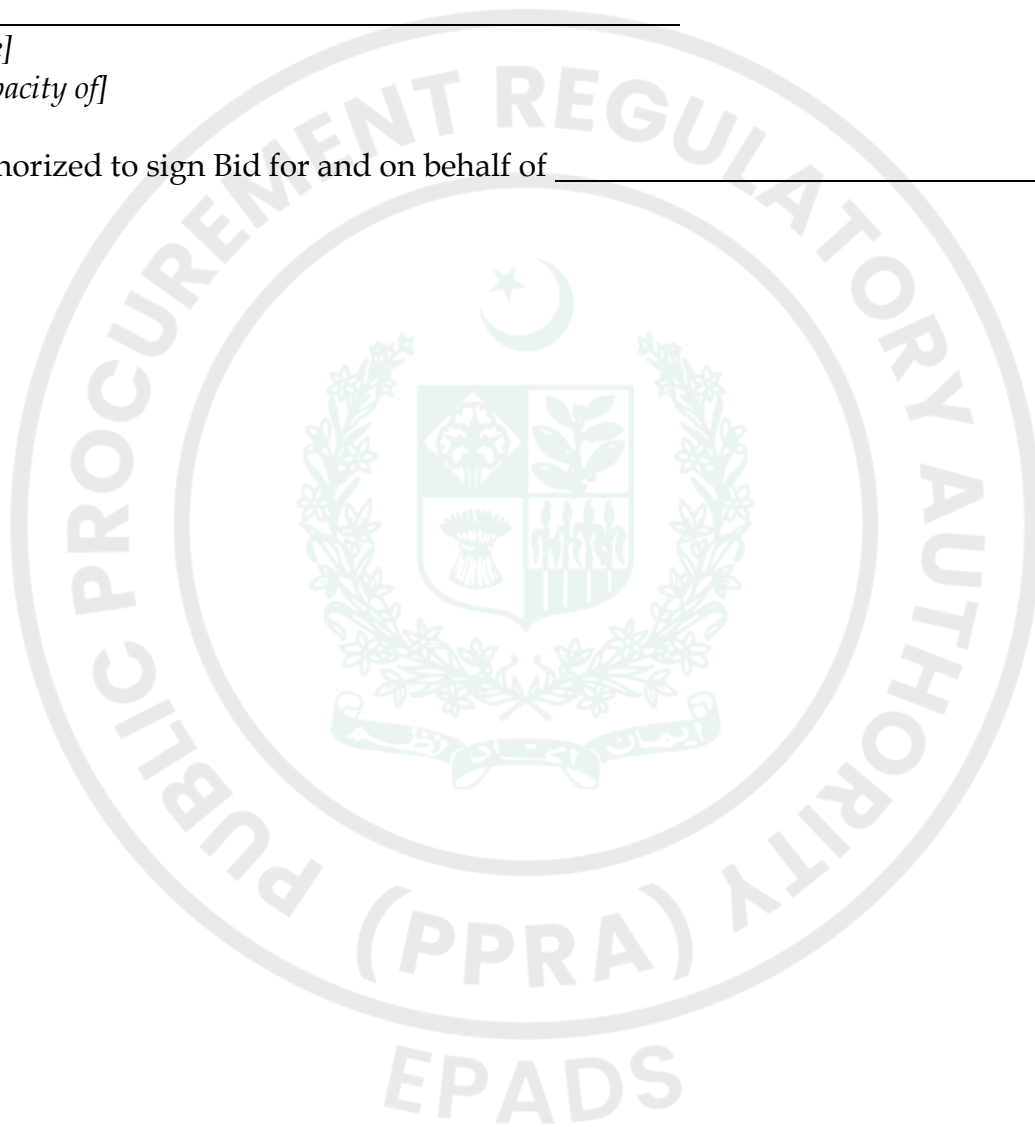 e]
pacity of]
horized to sign Bid for and on behalf of
PUBLIC PROCUREMENT REGULATORY AUTHORITY
(PPRA)
EPADS